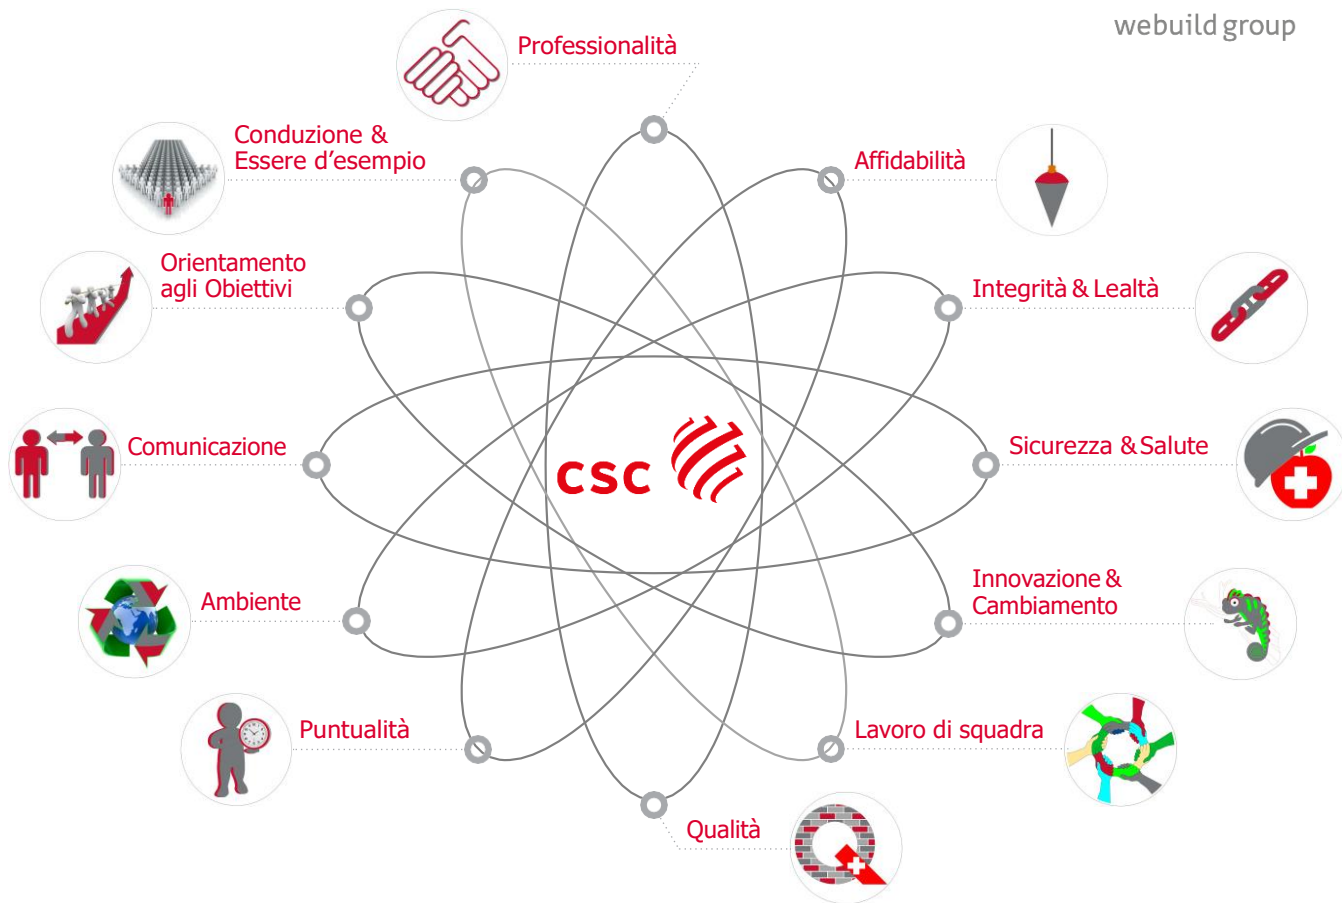 webuild group
Professionalità
Conduzione &
Essere d'esempio
Affidabilità
Orientamento
agli Obiettivi
Integrità & Lealtà
Comunicazione
csc
Sicurezza & Salute
Ambiente
Innovazione &
Cambiamento
Puntualità
Lavoro di squadra
Qualità